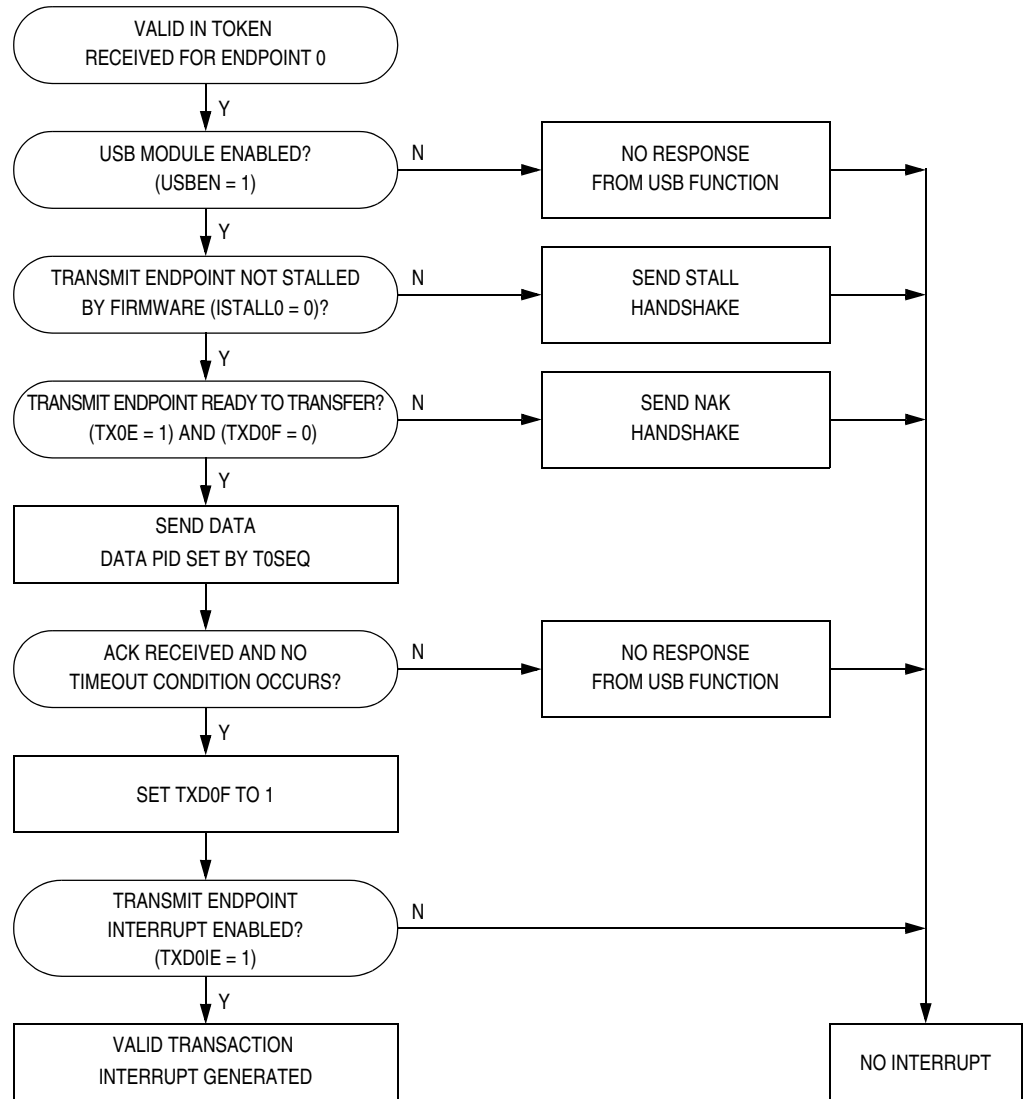 VALID IN TOKEN
RECEIVED FOR ENDPOINT 0
Y
USB MODULE ENABLED?
(USBEN = 1)
N
NO RESPONSE
FROM USB FUNCTION
Y
TRANSMIT ENDPOINT NOT STALLED
BY FIRMWARE (ISTALL0 = 0)?
N
SEND STALL
HANDSHAKE
Y
TRANSMIT ENDPOINT READY TO TRANSFER?
(TX0E = 1) AND (TXD0F = 0)
N
SEND NAK
HANDSHAKE
Y
SEND DATA
DATA PID SET BY T0SEQ
ACK RECEIVED AND NO
TIMEOUT CONDITION OCCURS?
N
NO RESPONSE
FROM USB FUNCTION
Y
SET TXD0F TO 1
TRANSMIT ENDPOINT
INTERRUPT ENABLED?
(TXD0IE = 1)
N
Y
VALID TRANSACTION
INTERRUPT GENERATED
NO INTERRUPT